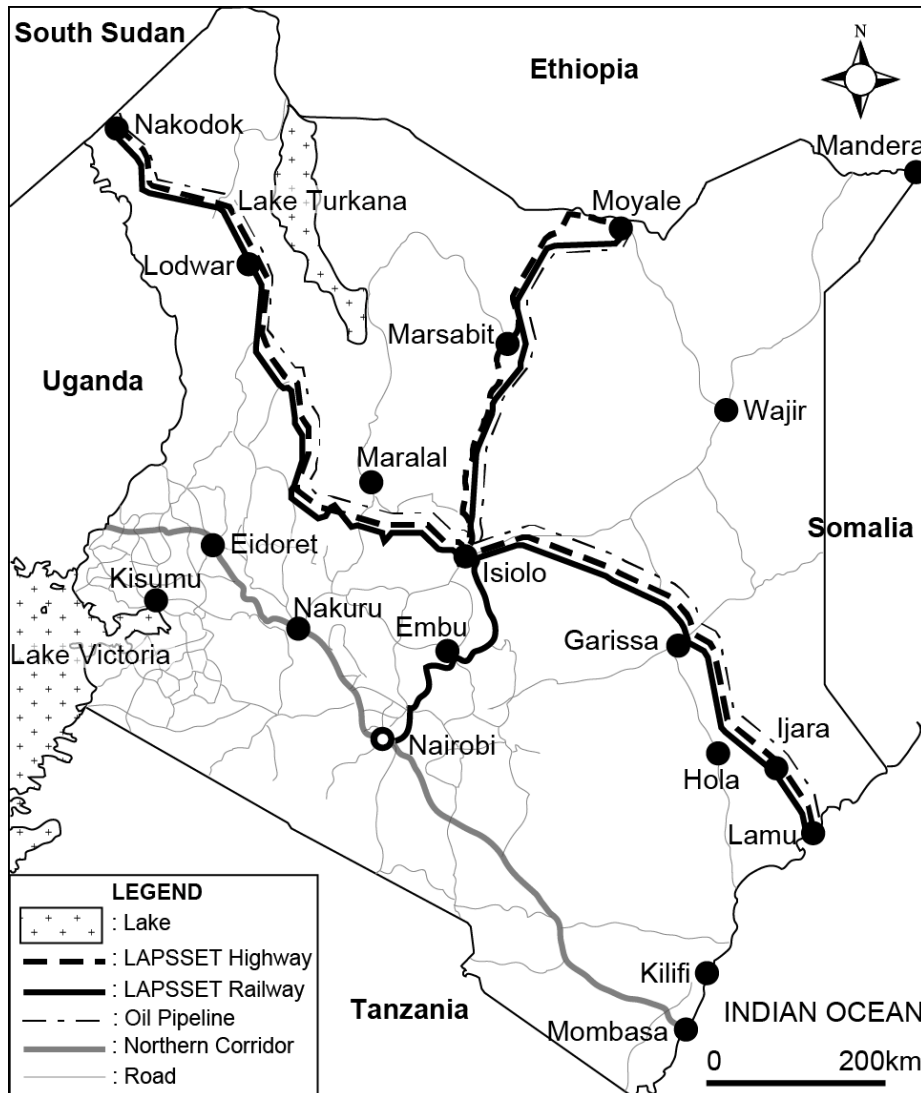 South Sudan
Ethiopia
N
Nakodok
Mandera
Lake Turkana
Moyale
Lodwar
Marsabit
Uganda
Wajir
Maralal
Somalia
Eidoret
Isiolo
Kisumu
Nakuru
Embu
Garissa
Lake Victoria
Ijara
Nairobi
Hola
Lamu
LEGEND
: Lake
: LAPSSET Highway
: LAPSSET Railway
: Oil Pipeline
: Northern Corridor
: Road
Kilifi
Tanzania
INDIAN OCEAN
Mombasa
0 200km